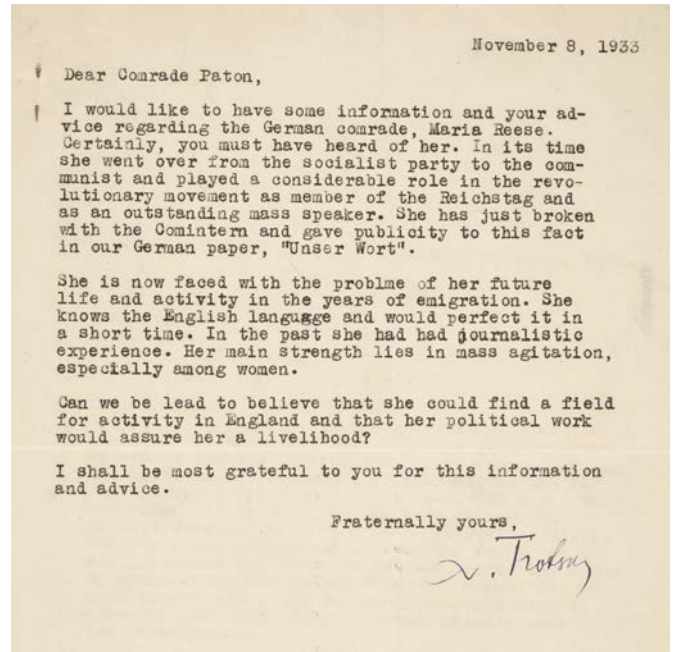 November 8, 1933
Dear Comrade Paton,
I would like to have some information and your ad-
vice regarding the German comrade, Maria Reese.
Certainly, you must have heard of her. In its time
she went over from the socialist party to the com-
munist and played a considerable role in the revo-
lutionary movement as member of the Reichstag and
as an outstanding mass speaker. She has just broken
with the Comintern and gave publicity to this fact
in our German paper, "Unser Wort".
She is now faced with the problme of her future
life and activity in the years of emigration. She
knows the English langugge and would perfect it in
a short time. In the past she had had journalistic
experience. Her main strength lies in mass agitation,
especially among women.
Can we be lead to believe that she could find a field
for activity in England and that her political work
would assure her a livelihood?
I shall be most grateful to you for this information
and advice.
Fraternally yours,
L. Trotsky